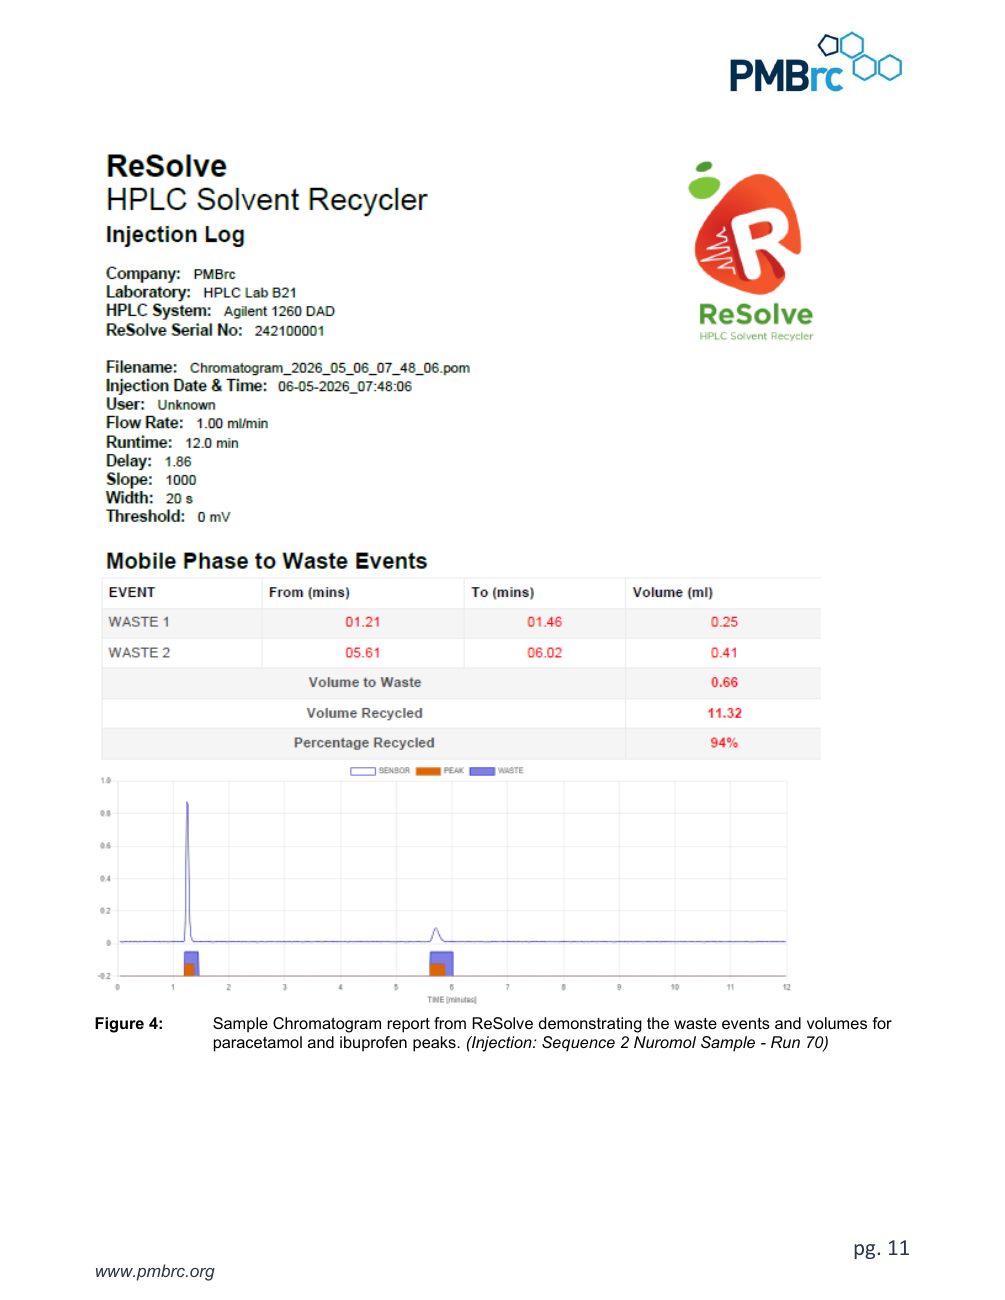 PMBrc
ReSolve
HPLC Solvent Recycler
Injection Log
R
ReSolve
HPLC Solvent Recycler
Company: PMBrc
Laboratory: HPLC Lab B21
HPLC System: Agilent 1260 DAD
ReSolve Serial No: 242100001
Filename: Chromatogram_2026_05_06_07_48_06.pom
Injection Date & Time: 06-05-2026_07:48:06
User: Unknown
Flow Rate: 1.00 ml/min
Runtime: 12.0 min
Delay: 1.86
Slope: 1000
Width: 20 s
Threshold: 0 mV
Mobile Phase to Waste Events
EVENT From (mins) To (mins) Volume (ml)
WASTE 1 01.21 01.46 0.25
WASTE 2 05.61 06.02 0.41
Volume to Waste 0.66
Volume Recycled 11.32
Percentage Recycled 94%
SENSOR PEAK WASTE
1.0
0.8
0.6
0.4
0.2
0
-0.2
0 1 2 3 4 5 6 7 8 9 10 11 12
TIME [minutes]
Figure 4: Sample Chromatogram report from ReSolve demonstrating the waste events and volumes for
paracetamol and ibuprofen peaks. (Injection: Sequence 2 Nuromol Sample - Run 70)
pg. 11
www.pmbrc.org